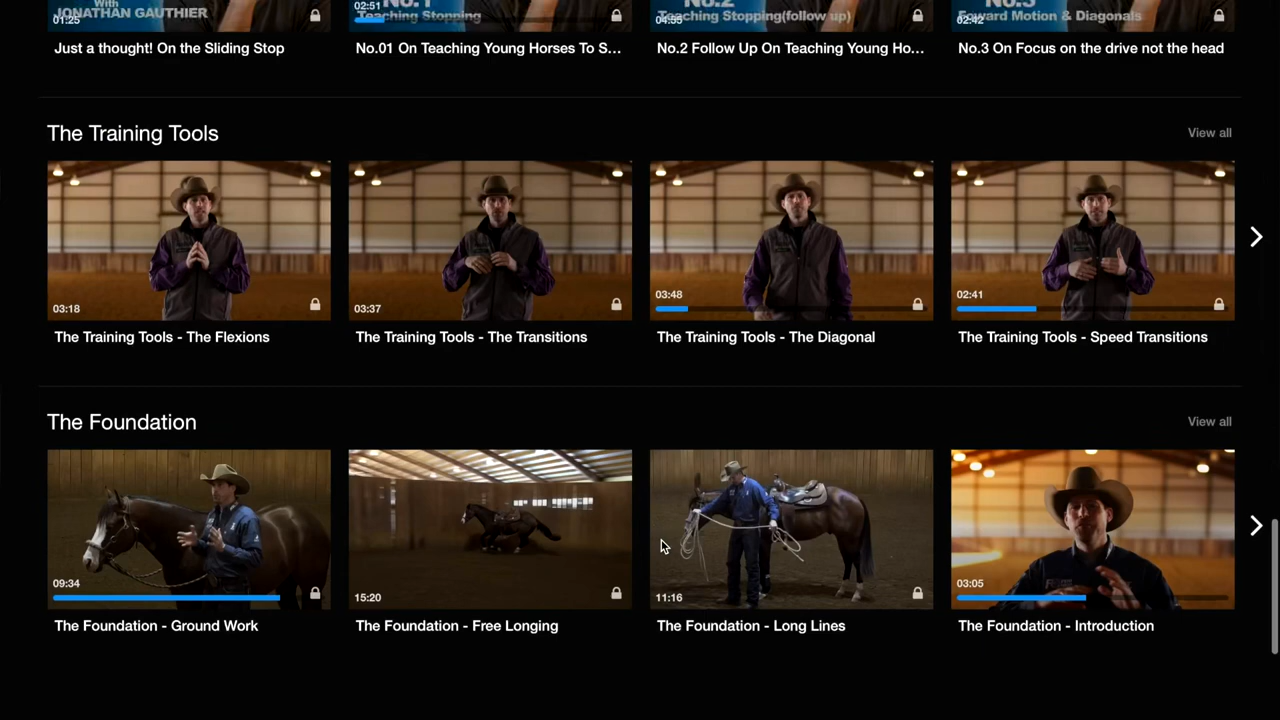 With
JONATHAN GAUTHIER
01:25
No.1
Teaching Stopping
02:51
No.2
Teaching Stopping(follow up)
04:55
No.3
Forward Motion & Diagonals
02:42
Just a thought! On the Sliding Stop
No.01 On Teaching Young Horses To S...
No.2 Follow Up On Teaching Young Ho...
No.3 On Focus on the drive not the head
The Training Tools
View all
03:18
03:37
03:48
02:41
The Training Tools - The Flexions
The Training Tools - The Transitions
The Training Tools - The Diagonal
The Training Tools - Speed Transitions
The Foundation
View all
09:34
15:20
11:16
03:05
The Foundation - Ground Work
The Foundation - Free Longing
The Foundation - Long Lines
The Foundation - Introduction